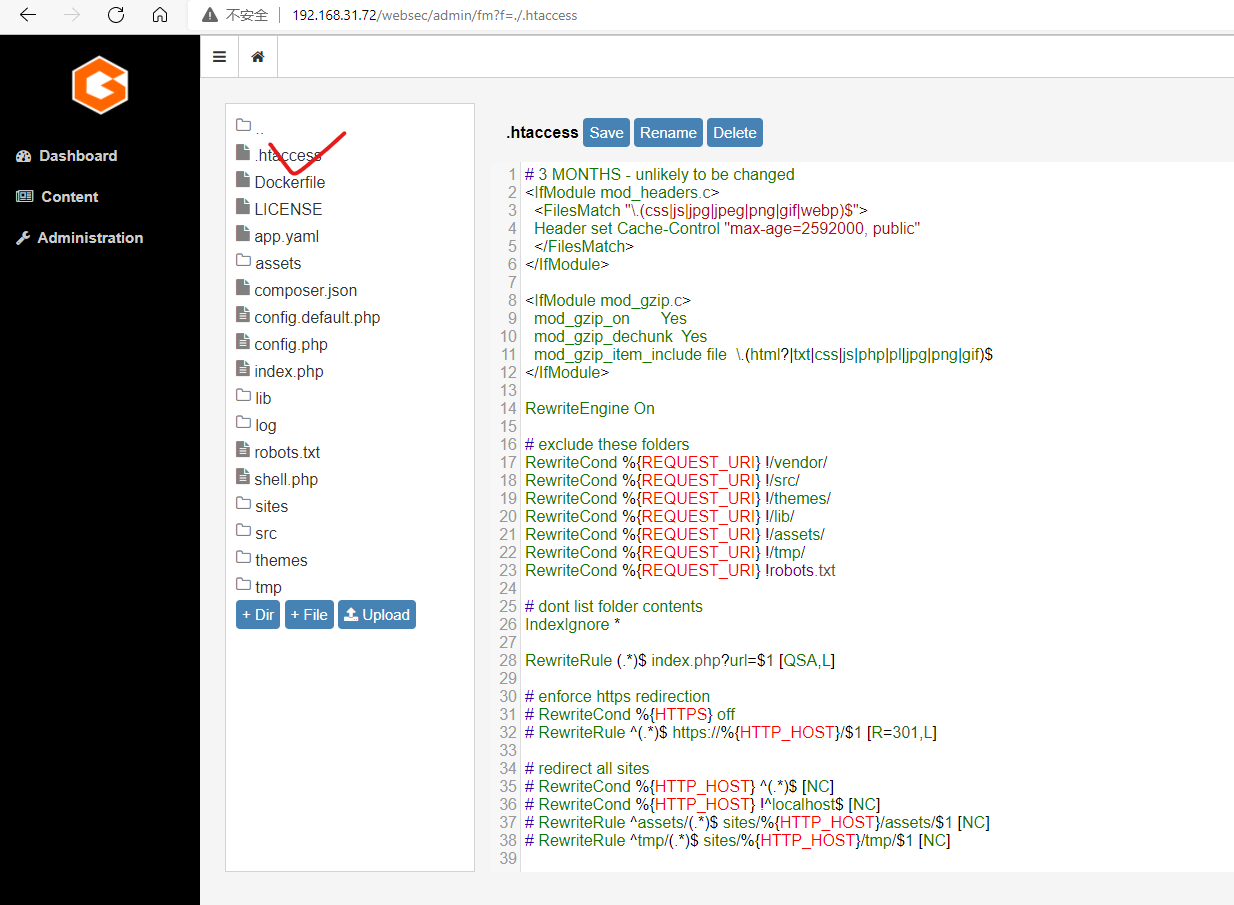 不安全 192.168.31.72/websec/admin/fm?f=./.htaccess
Dashboard
Content
Administration
..
.htaccess
Dockerfile
LICENSE
app.yaml
assets
composer.json
config.default.php
config.php
index.php
lib
log
robots.txt
shell.php
sites
src
themes
tmp
+ Dir + File Upload
.htaccess Save Rename Delete
1 # 3 MONTHS - unlikely to be changed
2 <IfModule mod_headers.c>
3 <FilesMatch "\.(css|js|jpg|jpeg|png|gif|webp)$">
4 Header set Cache-Control "max-age=2592000, public"
5 </FilesMatch>
6 </IfModule>
7
8 <IfModule mod_gzip.c>
9 mod_gzip_on Yes
10 mod_gzip_dechunk Yes
11 mod_gzip_item_include file \.(html?|txt|css|js|php|pl|jpg|png|gif)$
12 </IfModule>
13
14 RewriteEngine On
15
16 # exclude these folders
17 RewriteCond %{REQUEST_URI} !/vendor/
18 RewriteCond %{REQUEST_URI} !/src/
19 RewriteCond %{REQUEST_URI} !/themes/
20 RewriteCond %{REQUEST_URI} !/lib/
21 RewriteCond %{REQUEST_URI} !/assets/
22 RewriteCond %{REQUEST_URI} !/tmp/
23 RewriteCond %{REQUEST_URI} !robots.txt
24
25 # dont list folder contents
26 IndexIgnore *
27
28 RewriteRule (.*)$ index.php?url=$1 [QSA,L]
29
30 # enforce https redirection
31 # RewriteCond %{HTTPS} off
32 # RewriteRule ^(.*)$ https://%{HTTP_HOST}/$1 [R=301,L]
33
34 # redirect all sites
35 # RewriteCond %{HTTP_HOST} ^(.*)$ [NC]
36 # RewriteCond %{HTTP_HOST} !^localhost$ [NC]
37 # RewriteRule ^assets/(.*)$ sites/%{HTTP_HOST}/assets/$1 [NC]
38 # RewriteRule ^tmp/(.*)$ sites/%{HTTP_HOST}/tmp/$1 [NC]
39